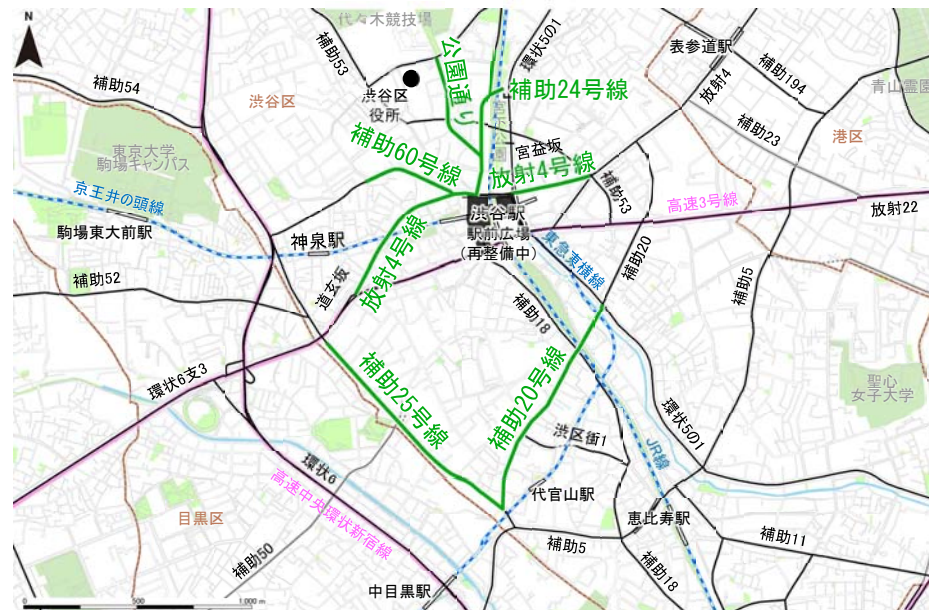 N
代々木競技場
補助53
環状5の1
表参道駅
補助194
放射4
青山霊園
補助54
渋谷区
渋谷区
役所
公園通り
補助24号線
宮下公園
宮益坂
補助23
港区
東京大学
駒場キャンパス
補助60号線
放射4号線
補助53
京王井の頭線
駒場東大前駅
神泉駅
渋谷駅
駅前広場
(再整備中)
高速3号線
放射22
東急東横線
補助20
補助52
道玄坂
放射4号線
補助18
補助5
環状6支3
補助25号線
補助20号線
聖心
女子大学
環状5の1
渋区街1
JR線
環状6
高速中央環状新宿線
目黒区
代官山駅
恵比寿駅
補助50
補助5
補助11
補助18
中目黒駅
0
500
1,000 m